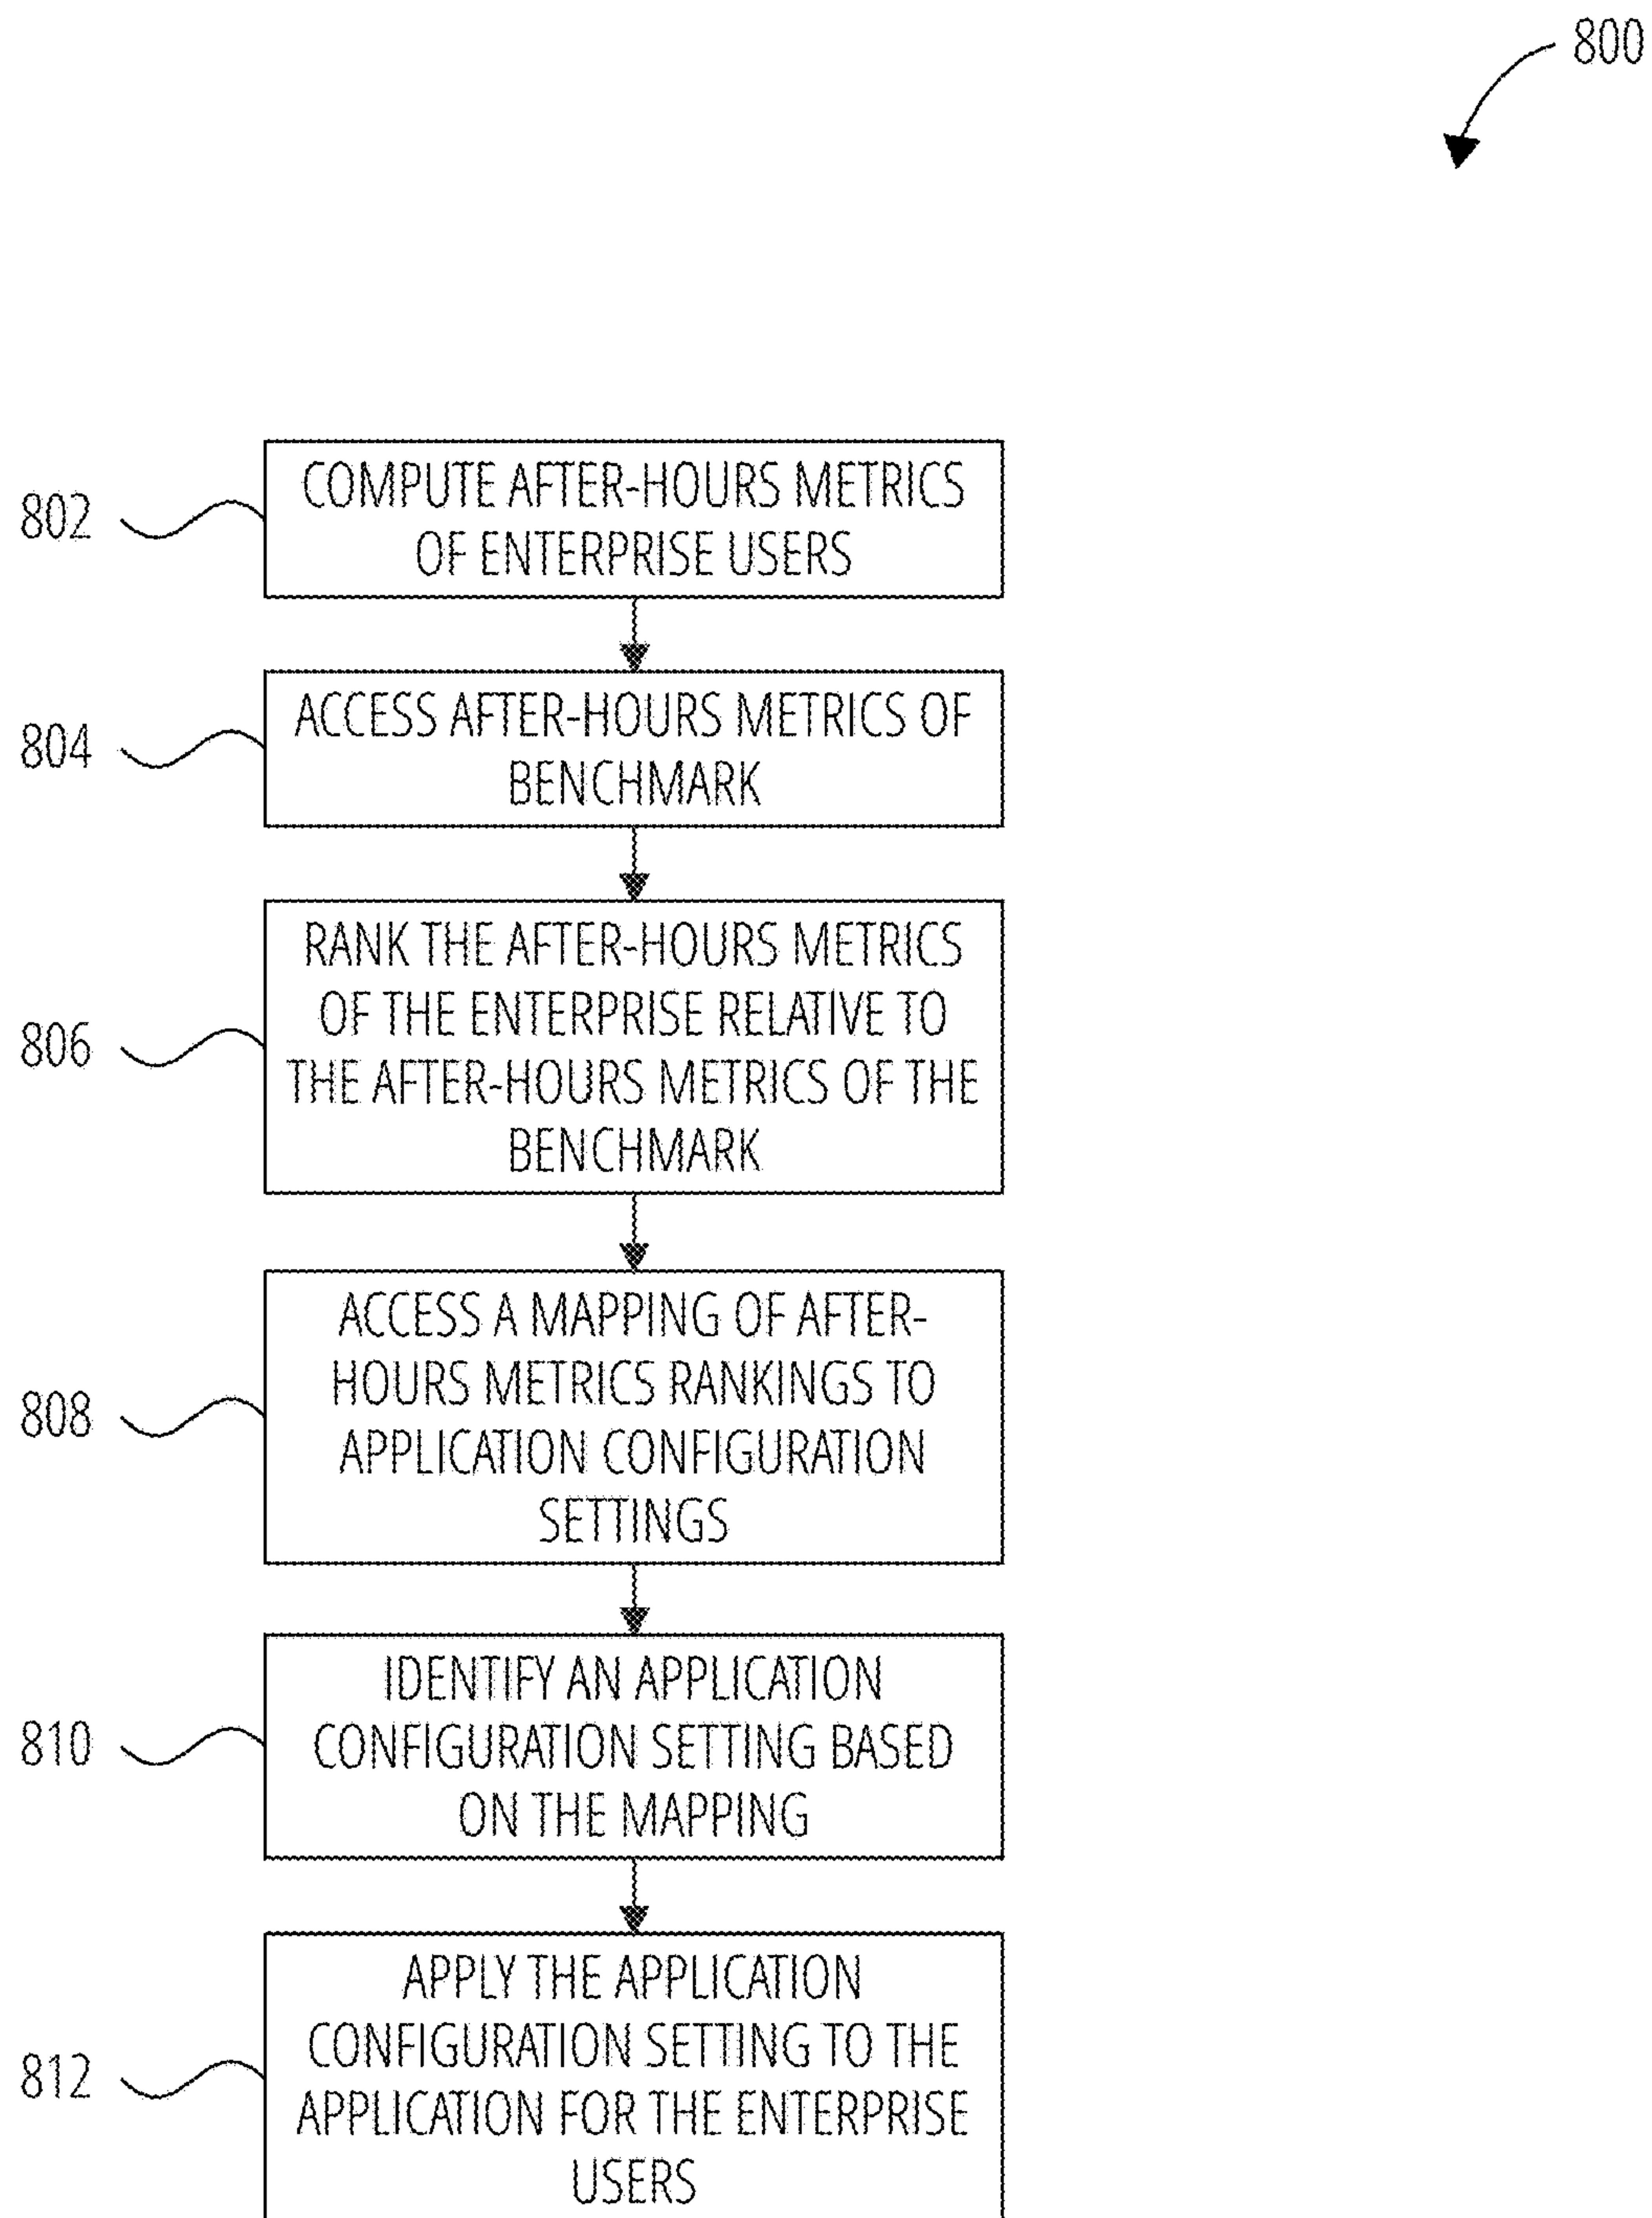 800
802
COMPUTE AFTER-HOURS METRICS
OF ENTERPRISE USERS
804
ACCESS AFTER-HOURS METRICS OF
BENCHMARK
806
RANK THE AFTER-HOURS METRICS
OF THE ENTERPRISE RELATIVE TO
THE AFTER-HOURS METRICS OF THE
BENCHMARK
808
ACCESS A MAPPING OF AFTER-
HOURS METRICS RANKINGS TO
APPLICATION CONFIGURATION
SETTINGS
810
IDENTIFY AN APPLICATION
CONFIGURATION SETTING BASED
ON THE MAPPING
812
APPLY THE APPLICATION
CONFIGURATION SETTING TO THE
APPLICATION FOR THE ENTERPRISE
USERS